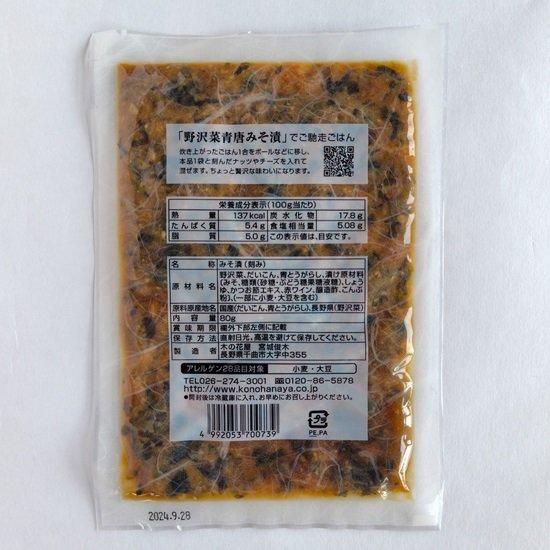 「野沢菜青唐みそ漬」でご馳走ごはん
炊き上がったごはん1合をボールなどに移し、
本品1袋と刻んだナッツやチーズを入れて
混ぜます。ちょっと贅沢な味わいになります。
栄養成分表示(100g当たり)
熱量 137kcal 炭水化物 17.8g
たんぱく質 5.4g 食塩相当量 5.08g
脂質 5.0g この表示値は、目安です。
名称 みそ漬(刻み)
原材料名 野沢菜、だいこん、青とうがらし、漬け原材料
(みそ、糖類(砂糖・ぶどう糖果糖液糖)、しょう
ゆ、かつお節エキス、赤ワイン、醸造酢、こんぶ
粉)、(一部に小麦・大豆を含む)
原料原産地名 国産(だいこん、青とうがらし)、長野県(野沢菜)
内容量 80g
賞味期限 欄外下部左側に記載
保存方法 直射日光、高温を避けて保存してください。
製造者 木の花屋 宮城俊木
長野県千曲市大字中355
アレルゲン28品目対象 小麦・大豆
TEL026-274-3001 0120-86-5878
http://www.konohanaya.com
●開封後は冷蔵庫に入れ、お早めにお召し上がりください。
4 992053 700739
プラ
PE,PA
2024.9.28